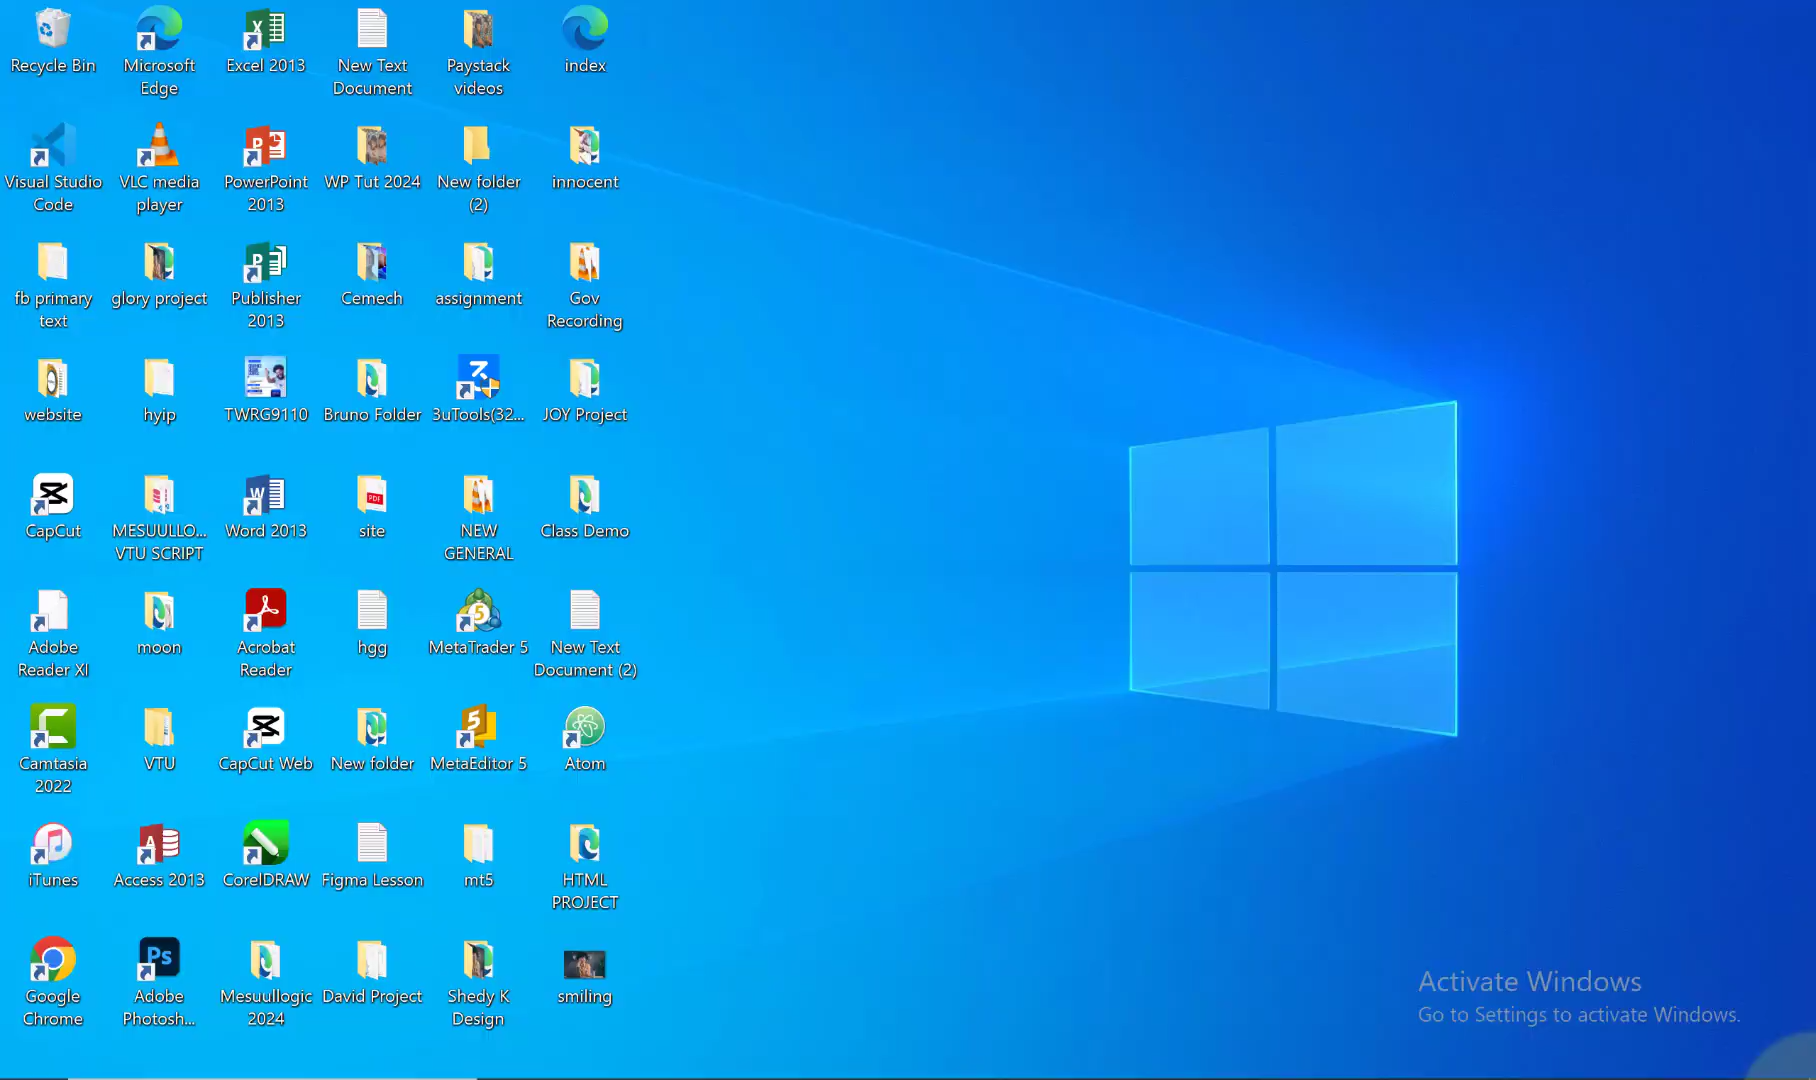 Recycle Bin
Microsoft
Edge
Excel 2013
New Text
Document
Paystack
videos
index
Visual Studio
Code
VLC media
player
PowerPoint
2013
WP Tut 2024
New folder
(2)
innocent
fb primary
text
glory project
Publisher
2013
Cemech
assignment
Gov
Recording
website
hyip
TWRG9110
Bruno Folder
3uTools(32...
JOY Project
CapCut
MESUULLO...
VTU SCRIPT
Word 2013
site
NEW
GENERAL
Class Demo
Adobe
Reader XI
moon
Acrobat
Reader
hgg
MetaTrader 5
New Text
Document (2)
Camtasia
2022
VTU
CapCut Web
New folder
MetaEditor 5
Atom
iTunes
Access 2013
CorelDRAW
Figma Lesson
mt5
HTML
PROJECT
Google
Chrome
Adobe
Photosh...
Mesuullogic
2024
David Project
Shedy K
Design
smiling
Activate Windows
Go to Settings to activate Windows.